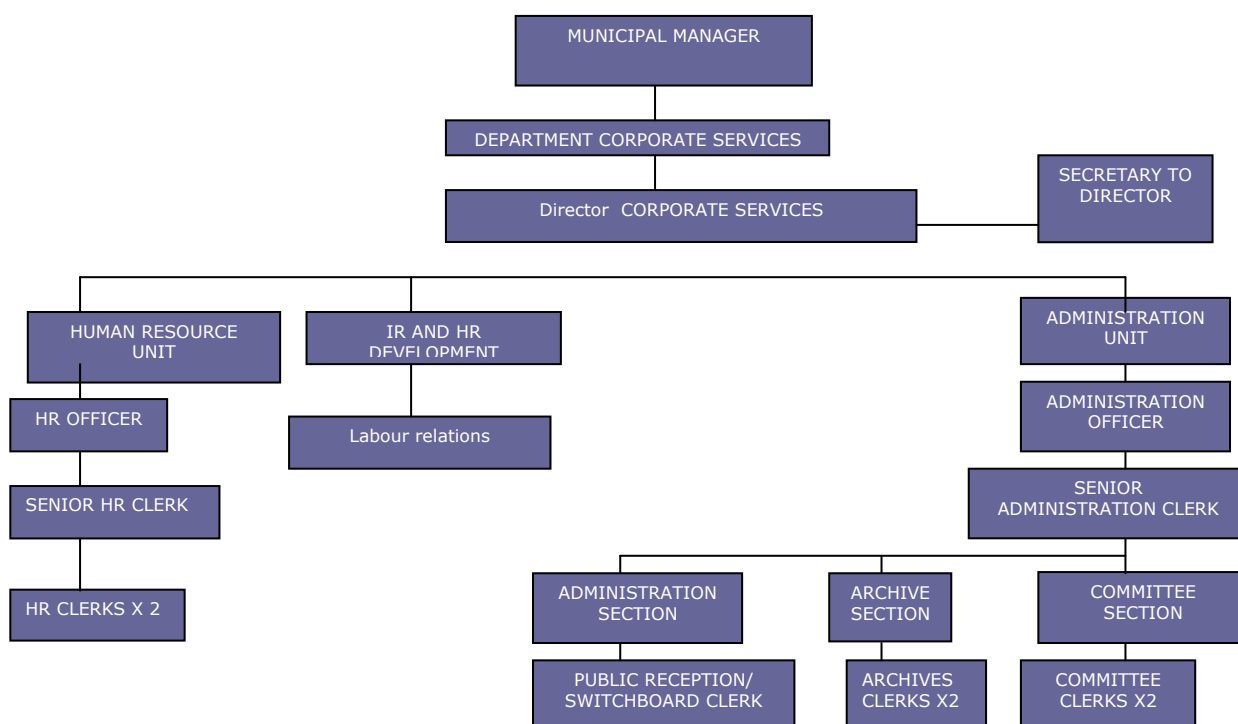 MUNICIPAL MANAGER
DEPARTMENT CORPORATE SERVICES
SECRETARY TO
DIRECTOR
Director CORPORATE SERVICES
HUMAN RESOURCE
UNIT
IR AND HR
DEVELOPMENT
ADMINISTRATION
UNIT
HR OFFICER
Labour relations
ADMINISTRATION
OFFICER
SENIOR HR CLERK
SENIOR
ADMINISTRATION CLERK
HR CLERKS X 2
ADMINISTRATION
SECTION
ARCHIVE
SECTION
COMMITTEE
SECTION
PUBLIC RECEPTION/
SWITCHBOARD CLERK
ARCHIVES
CLERKS X2
COMMITTEE
CLERKS X2